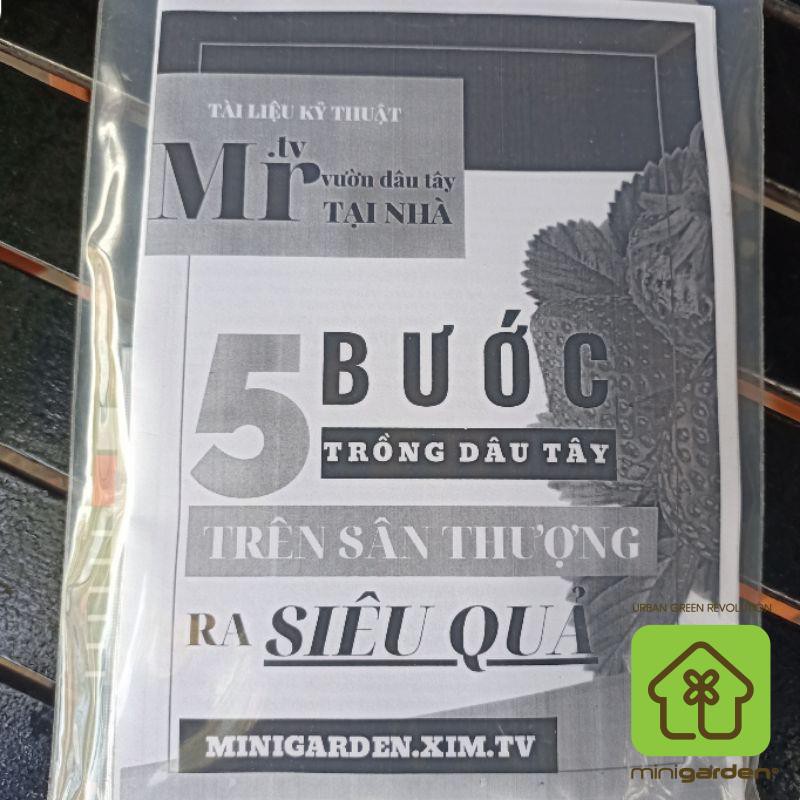 TÀI LIỆU KỸ THUẬT
Mr.tv
vườn dâu tây
TẠI NHÀ
5 BƯỚC
TRỒNG DÂU TÂY
TRÊN SÂN THƯỢNG
RA SIÊU QUẢ
MINIGARDEN.XIM.TV
URBAN GREEN REVOLUTION
minigarden®